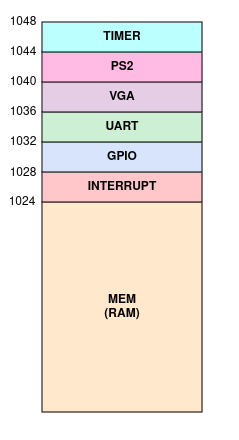 1048
TIMER
1044
PS2
1040
VGA
1036
UART
1032
GPIO
1028
INTERRUPT
1024
MEM
(RAM)